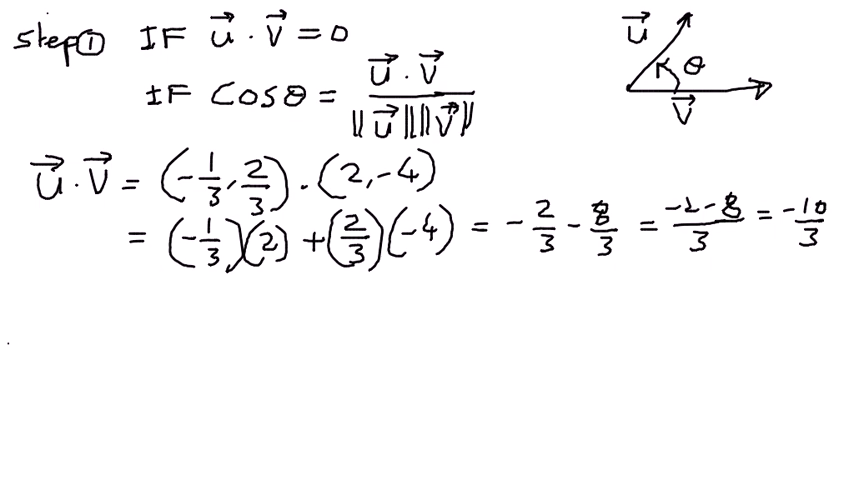 step① IF u⃗ · v⃗ = 0
IF Cosθ = u⃗ · v⃗ / ‖u⃗‖‖v⃗‖
u⃗
θ
v⃗
u⃗ · v⃗ = (-1/3, 2/3) · (2, -4)
= (-1/3)(2) + (2/3)(-4) = -2/3 - 8/3 = -2-8/3 = -10/3